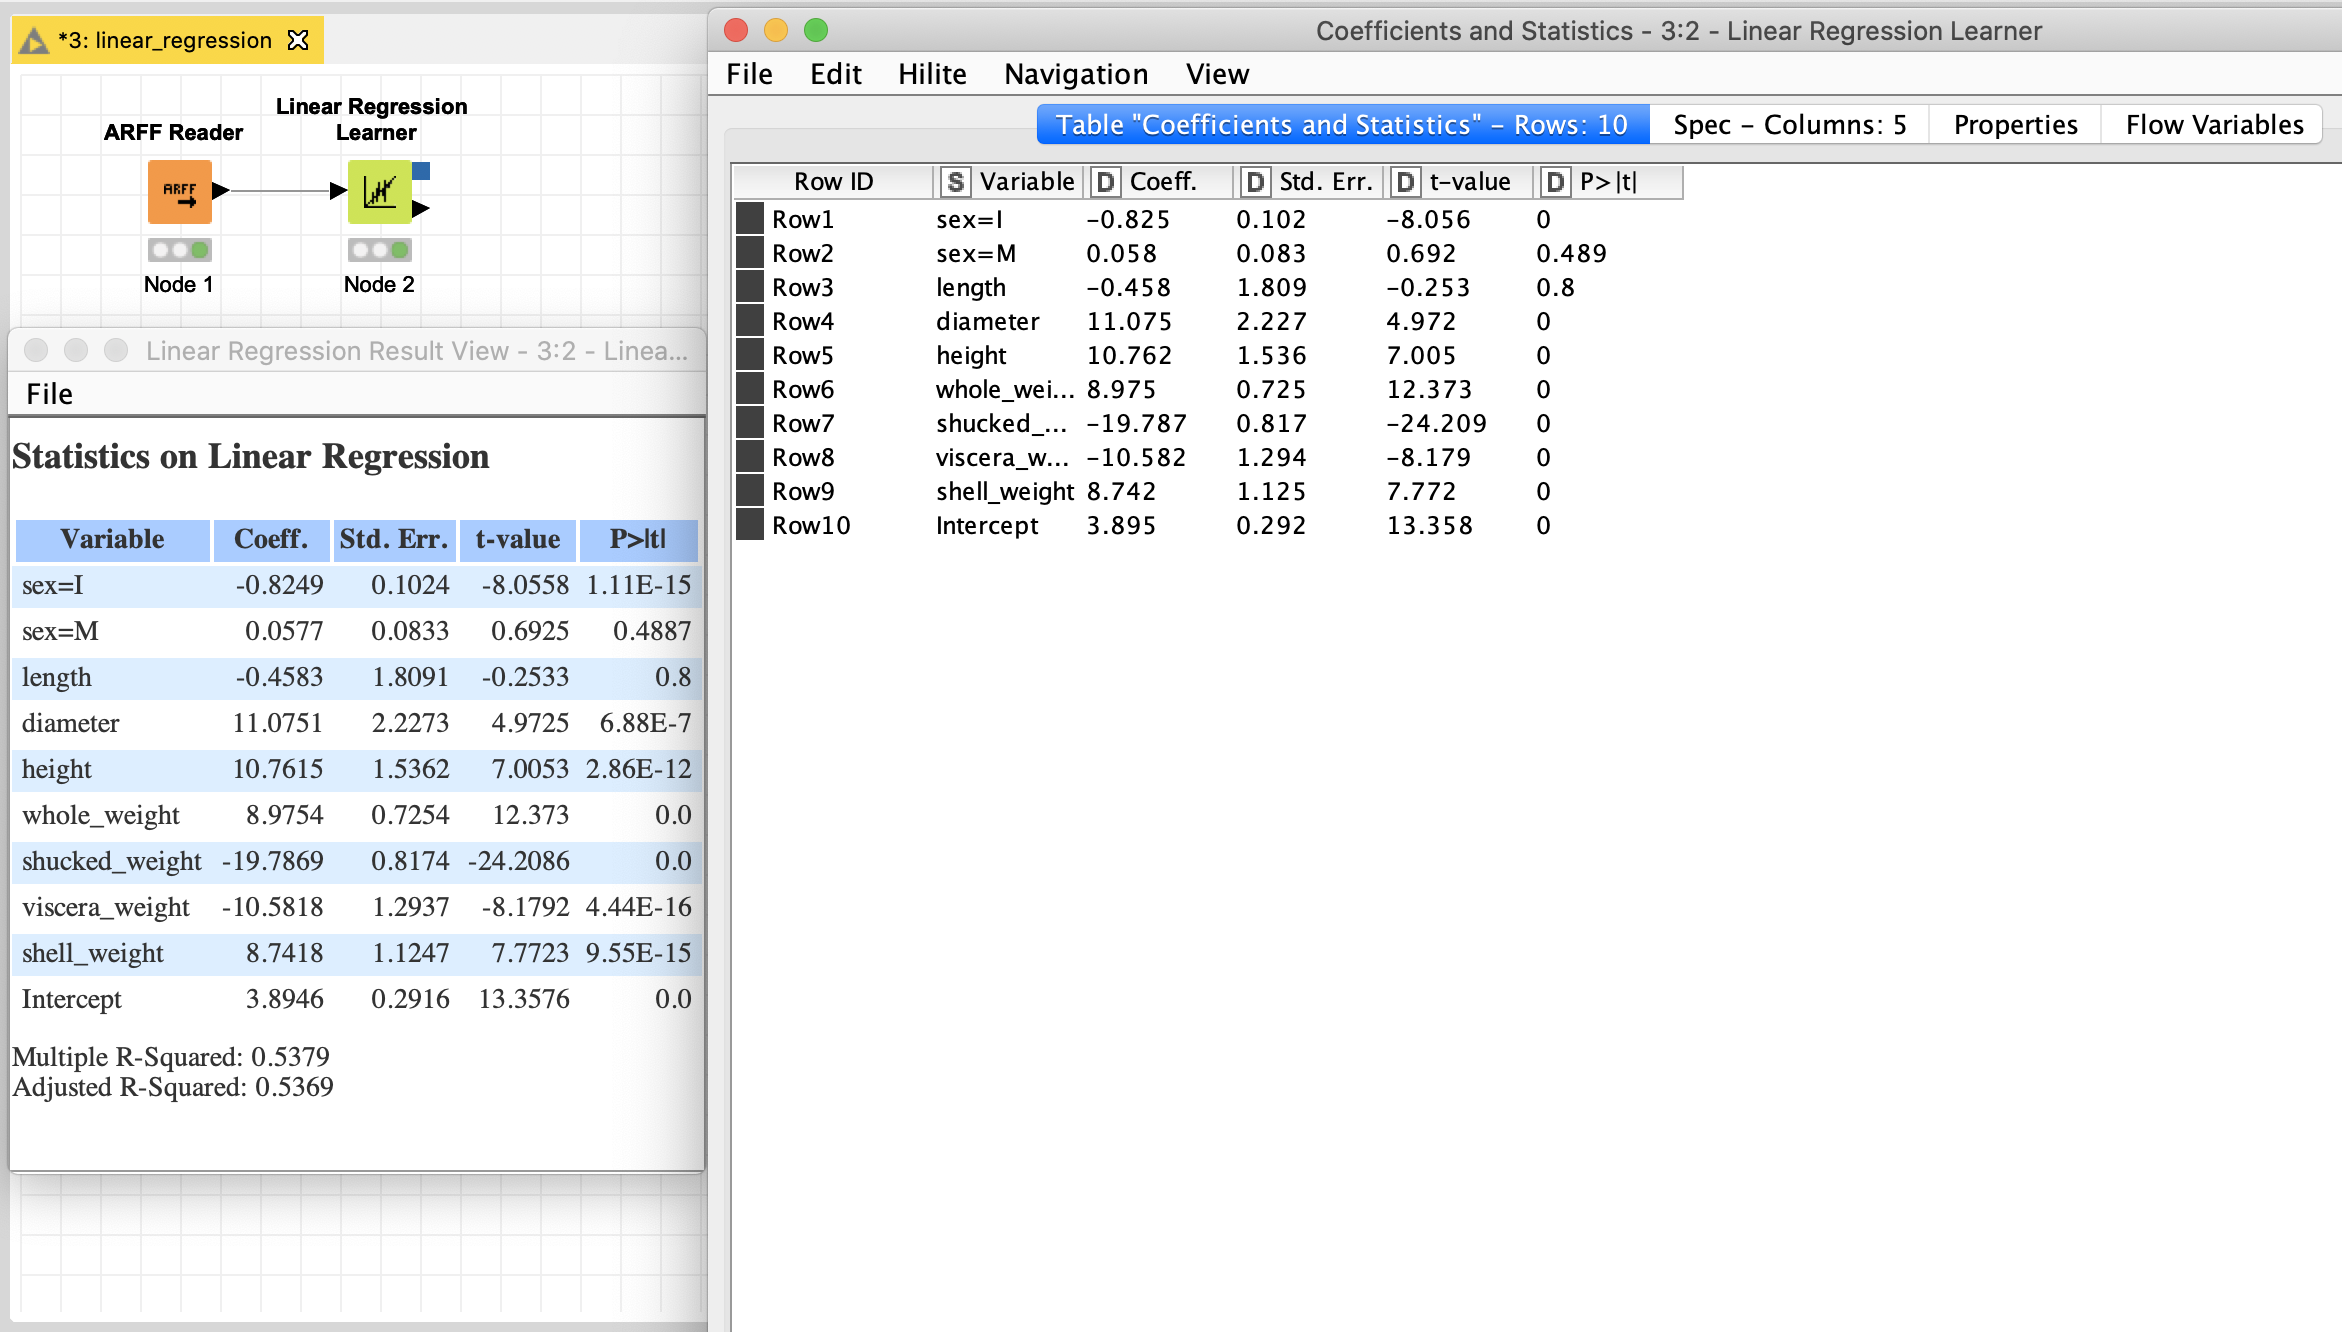 *3: linear_regression
ARFF Reader
Linear Regression
Learner
ARFF
Node 1
Node 2
Linear Regression Result View - 3:2 - Linea...
File
Statistics on Linear Regression
Variable Coeff. Std. Err. t-value P>|t|
sex=I -0.8249 0.1024 -8.0558 1.11E-15
sex=M 0.0577 0.0833 0.6925 0.4887
length -0.4583 1.8091 -0.2533 0.8
diameter 11.0751 2.2273 4.9725 6.88E-7
height 10.7615 1.5362 7.0053 2.86E-12
whole_weight 8.9754 0.7254 12.373 0.0
shucked_weight -19.7869 0.8174 -24.2086 0.0
viscera_weight -10.5818 1.2937 -8.1792 4.44E-16
shell_weight 8.7418 1.1247 7.7723 9.55E-15
Intercept 3.8946 0.2916 13.3576 0.0
Multiple R-Squared: 0.5379
Adjusted R-Squared: 0.5369
Coefficients and Statistics - 3:2 - Linear Regression Learner
File Edit Hilite Navigation View
Table "Coefficients and Statistics" – Rows: 10 Spec – Columns: 5 Properties Flow Variables
Row ID S Variable D Coeff. D Std. Err. D t-value D P>|t|
Row1 sex=I -0.825 0.102 -8.056 0
Row2 sex=M 0.058 0.083 0.692 0.489
Row3 length -0.458 1.809 -0.253 0.8
Row4 diameter 11.075 2.227 4.972 0
Row5 height 10.762 1.536 7.005 0
Row6 whole_wei... 8.975 0.725 12.373 0
Row7 shucked_... -19.787 0.817 -24.209 0
Row8 viscera_w... -10.582 1.294 -8.179 0
Row9 shell_weight 8.742 1.125 7.772 0
Row10 Intercept 3.895 0.292 13.358 0